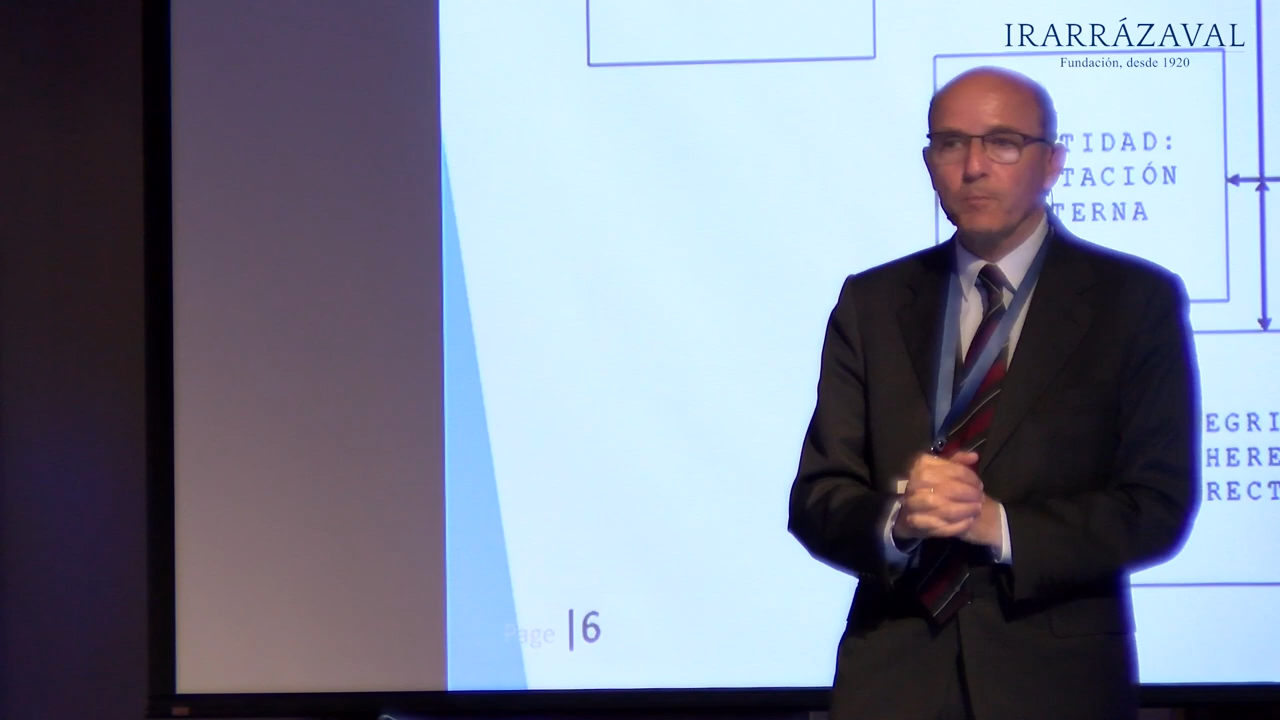 IRARRÁZAVAL
Fundación, desde 1920
TIDAD:
TACIÓN
TERNA
EGRI
HERE
RECT
Page |6